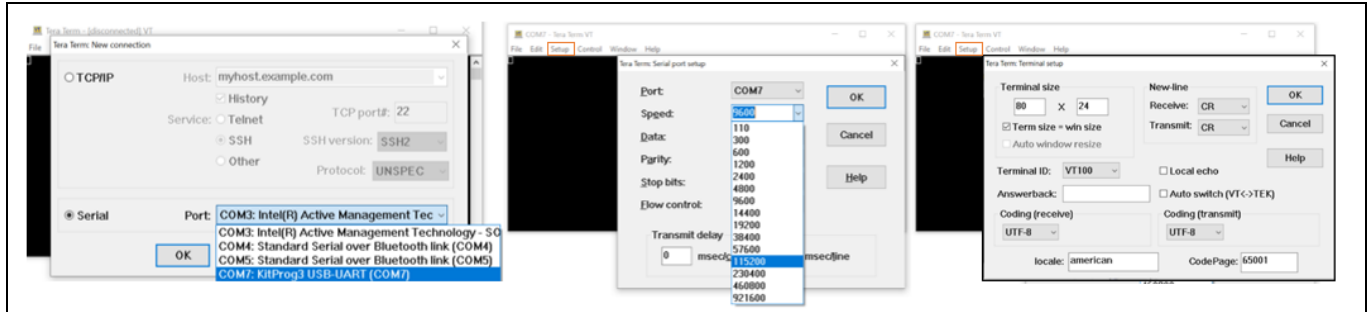 Tera Term - [disconnected] VT
File
Tera Term: New connection
TCP/IP
Host: myhost.example.com
History
Service: Telnet
TCP port#: 22
SSH
SSH version: SSH2
Other
Protocol: UNSPEC
Serial
Port: COM3: Intel(R) Active Management Tec
COM3: Intel(R) Active Management Technology - SO
COM4: Standard Serial over Bluetooth link (COM4)
COM5: Standard Serial over Bluetooth link (COM5)
COM7: KitProg3 USB-UART (COM7)
OK
COM7 - Tera Term VT
File Edit Setup Control Window Help
Tera Term: Serial port setup
Port: COM7
OK
Speed: 9600
110
300
600
1200
2400
4800
9600
14400
19200
38400
57600
115200
230400
460800
921600
Data:
Cancel
Parity:
Stop bits:
Help
Flow control:
Transmit delay
0 msec/c
msec/line
COM7 - Tera Term VT
File Edit Setup Control Window Help
Tera Term: Terminal setup
Terminal size
80 X 24
Term size = win size
Auto window resize
New-line
Receive: CR
Transmit: CR
OK
Cancel
Help
Terminal ID: VT100
Local echo
Answerback:
Auto switch (VT<->TEK)
Coding (receive)
UTF-8
Coding (transmit)
UTF-8
locale: american
CodePage: 65001